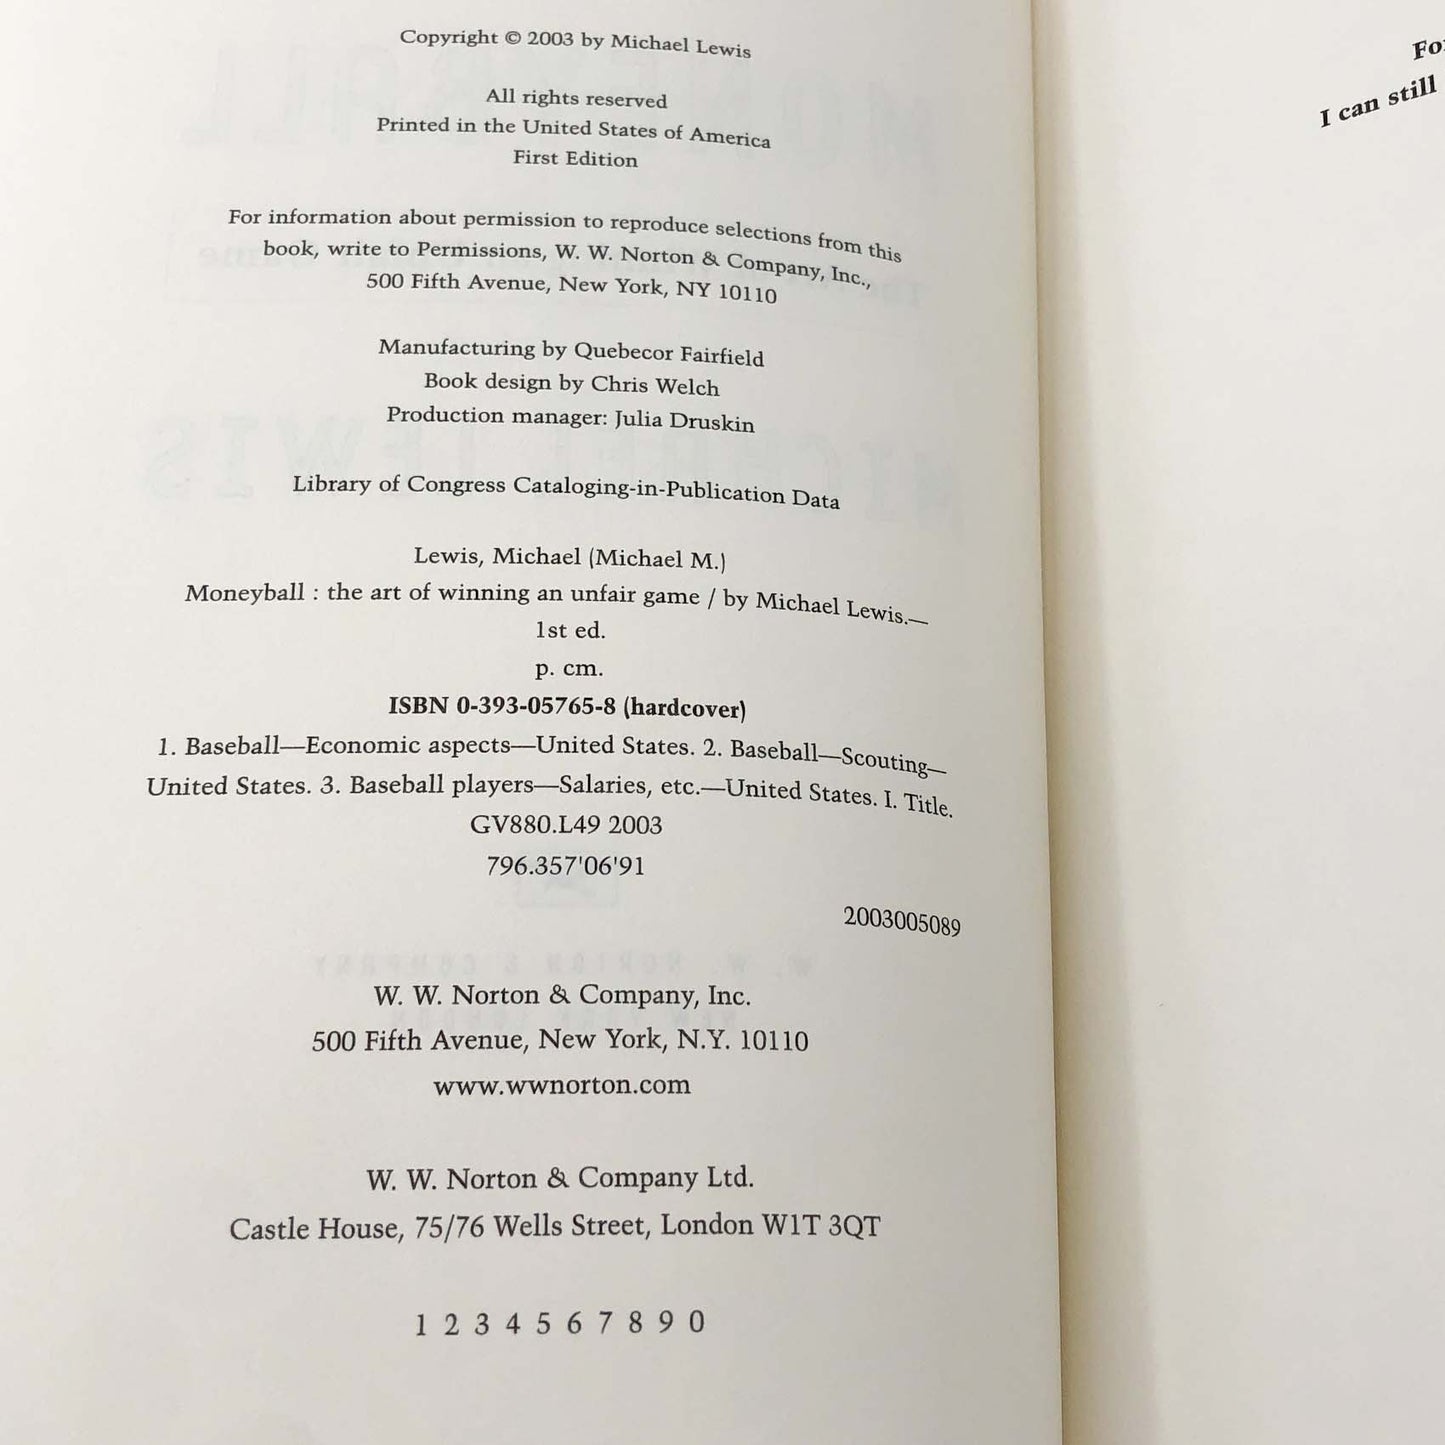 Copyright © 2003 by Michael Lewis
All rights reserved
Printed in the United States of America
First Edition
For information about permission to reproduce selections from this
book, write to Permissions, W. W. Norton & Company, Inc.,
500 Fifth Avenue, New York, NY 10110
Manufacturing by Quebecor Fairfield
Book design by Chris Welch
Production manager: Julia Druskin
Library of Congress Cataloging-in-Publication Data
Lewis, Michael (Michael M.)
Moneyball : the art of winning an unfair game / by Michael Lewis.—
1st ed.
p. cm.
ISBN 0-393-05765-8 (hardcover)
1. Baseball—Economic aspects—United States. 2. Baseball—Scouting—
United States. 3. Baseball players—Salaries, etc.—United States. I. Title.
GV880.L49 2003
796.357'06'91
2003005089
W. W. Norton & Company, Inc.
500 Fifth Avenue, New York, N.Y. 10110
www.wwnorton.com
W. W. Norton & Company Ltd.
Castle House, 75/76 Wells Street, London W1T 3QT
1 2 3 4 5 6 7 8 9 0
I can still